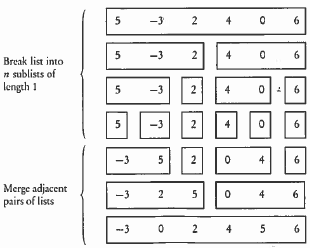 5 −3 2 4 0 6
5 −3 2 4 0 6
Break list into
n sublists of
length 1
5 −3 2 4 0 6
5 −3 2 4 0 6
−3 5 2 0 4 6
Merge adjacent
pairs of lists
−3 2 5 0 4 6
−3 0 2 4 5 6